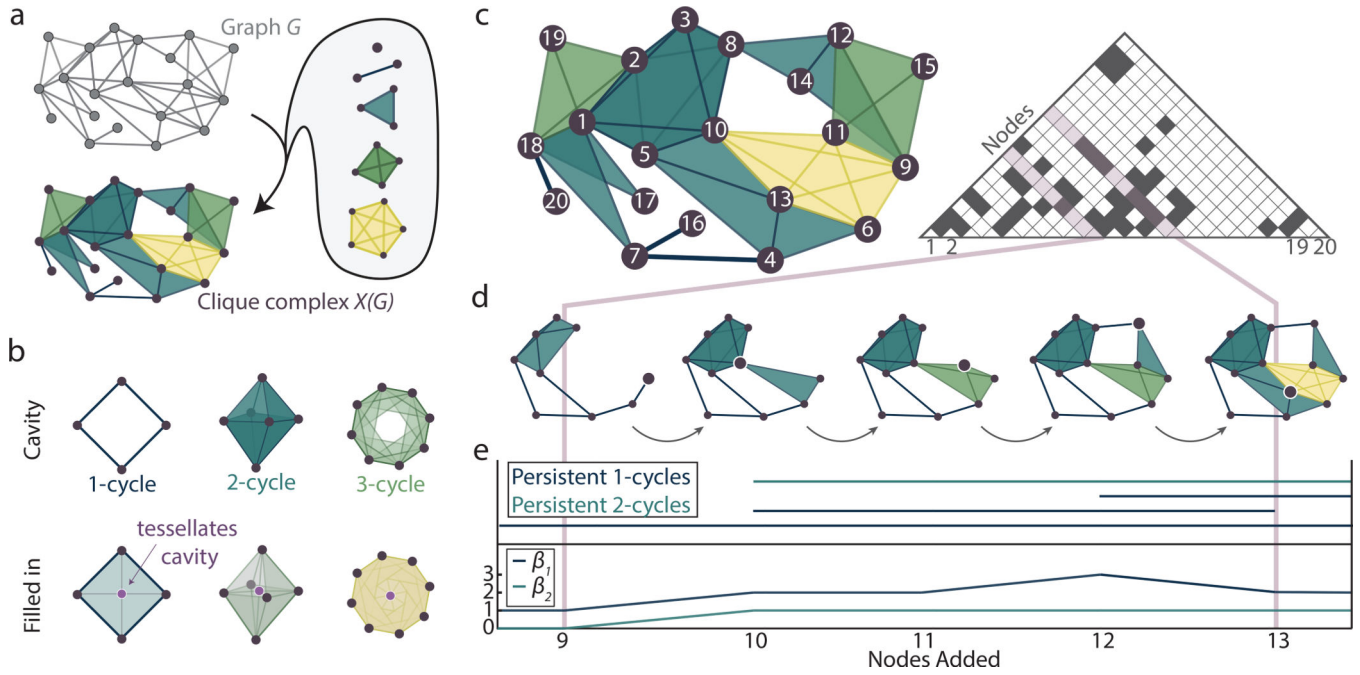 a
Graph G
Clique complex X(G)
b
Cavity
1-cycle
2-cycle
3-cycle
tessellates
cavity
Filled in
c
3
19
2
8
12
14
15
1
10
11
18
5
9
20
17
13
16
6
7
4
Nodes
1 2
19 20
d
e
Persistent 1-cycles
Persistent 2-cycles
β1
β2
3
2
1
0
9
10
11
12
13
Nodes Added